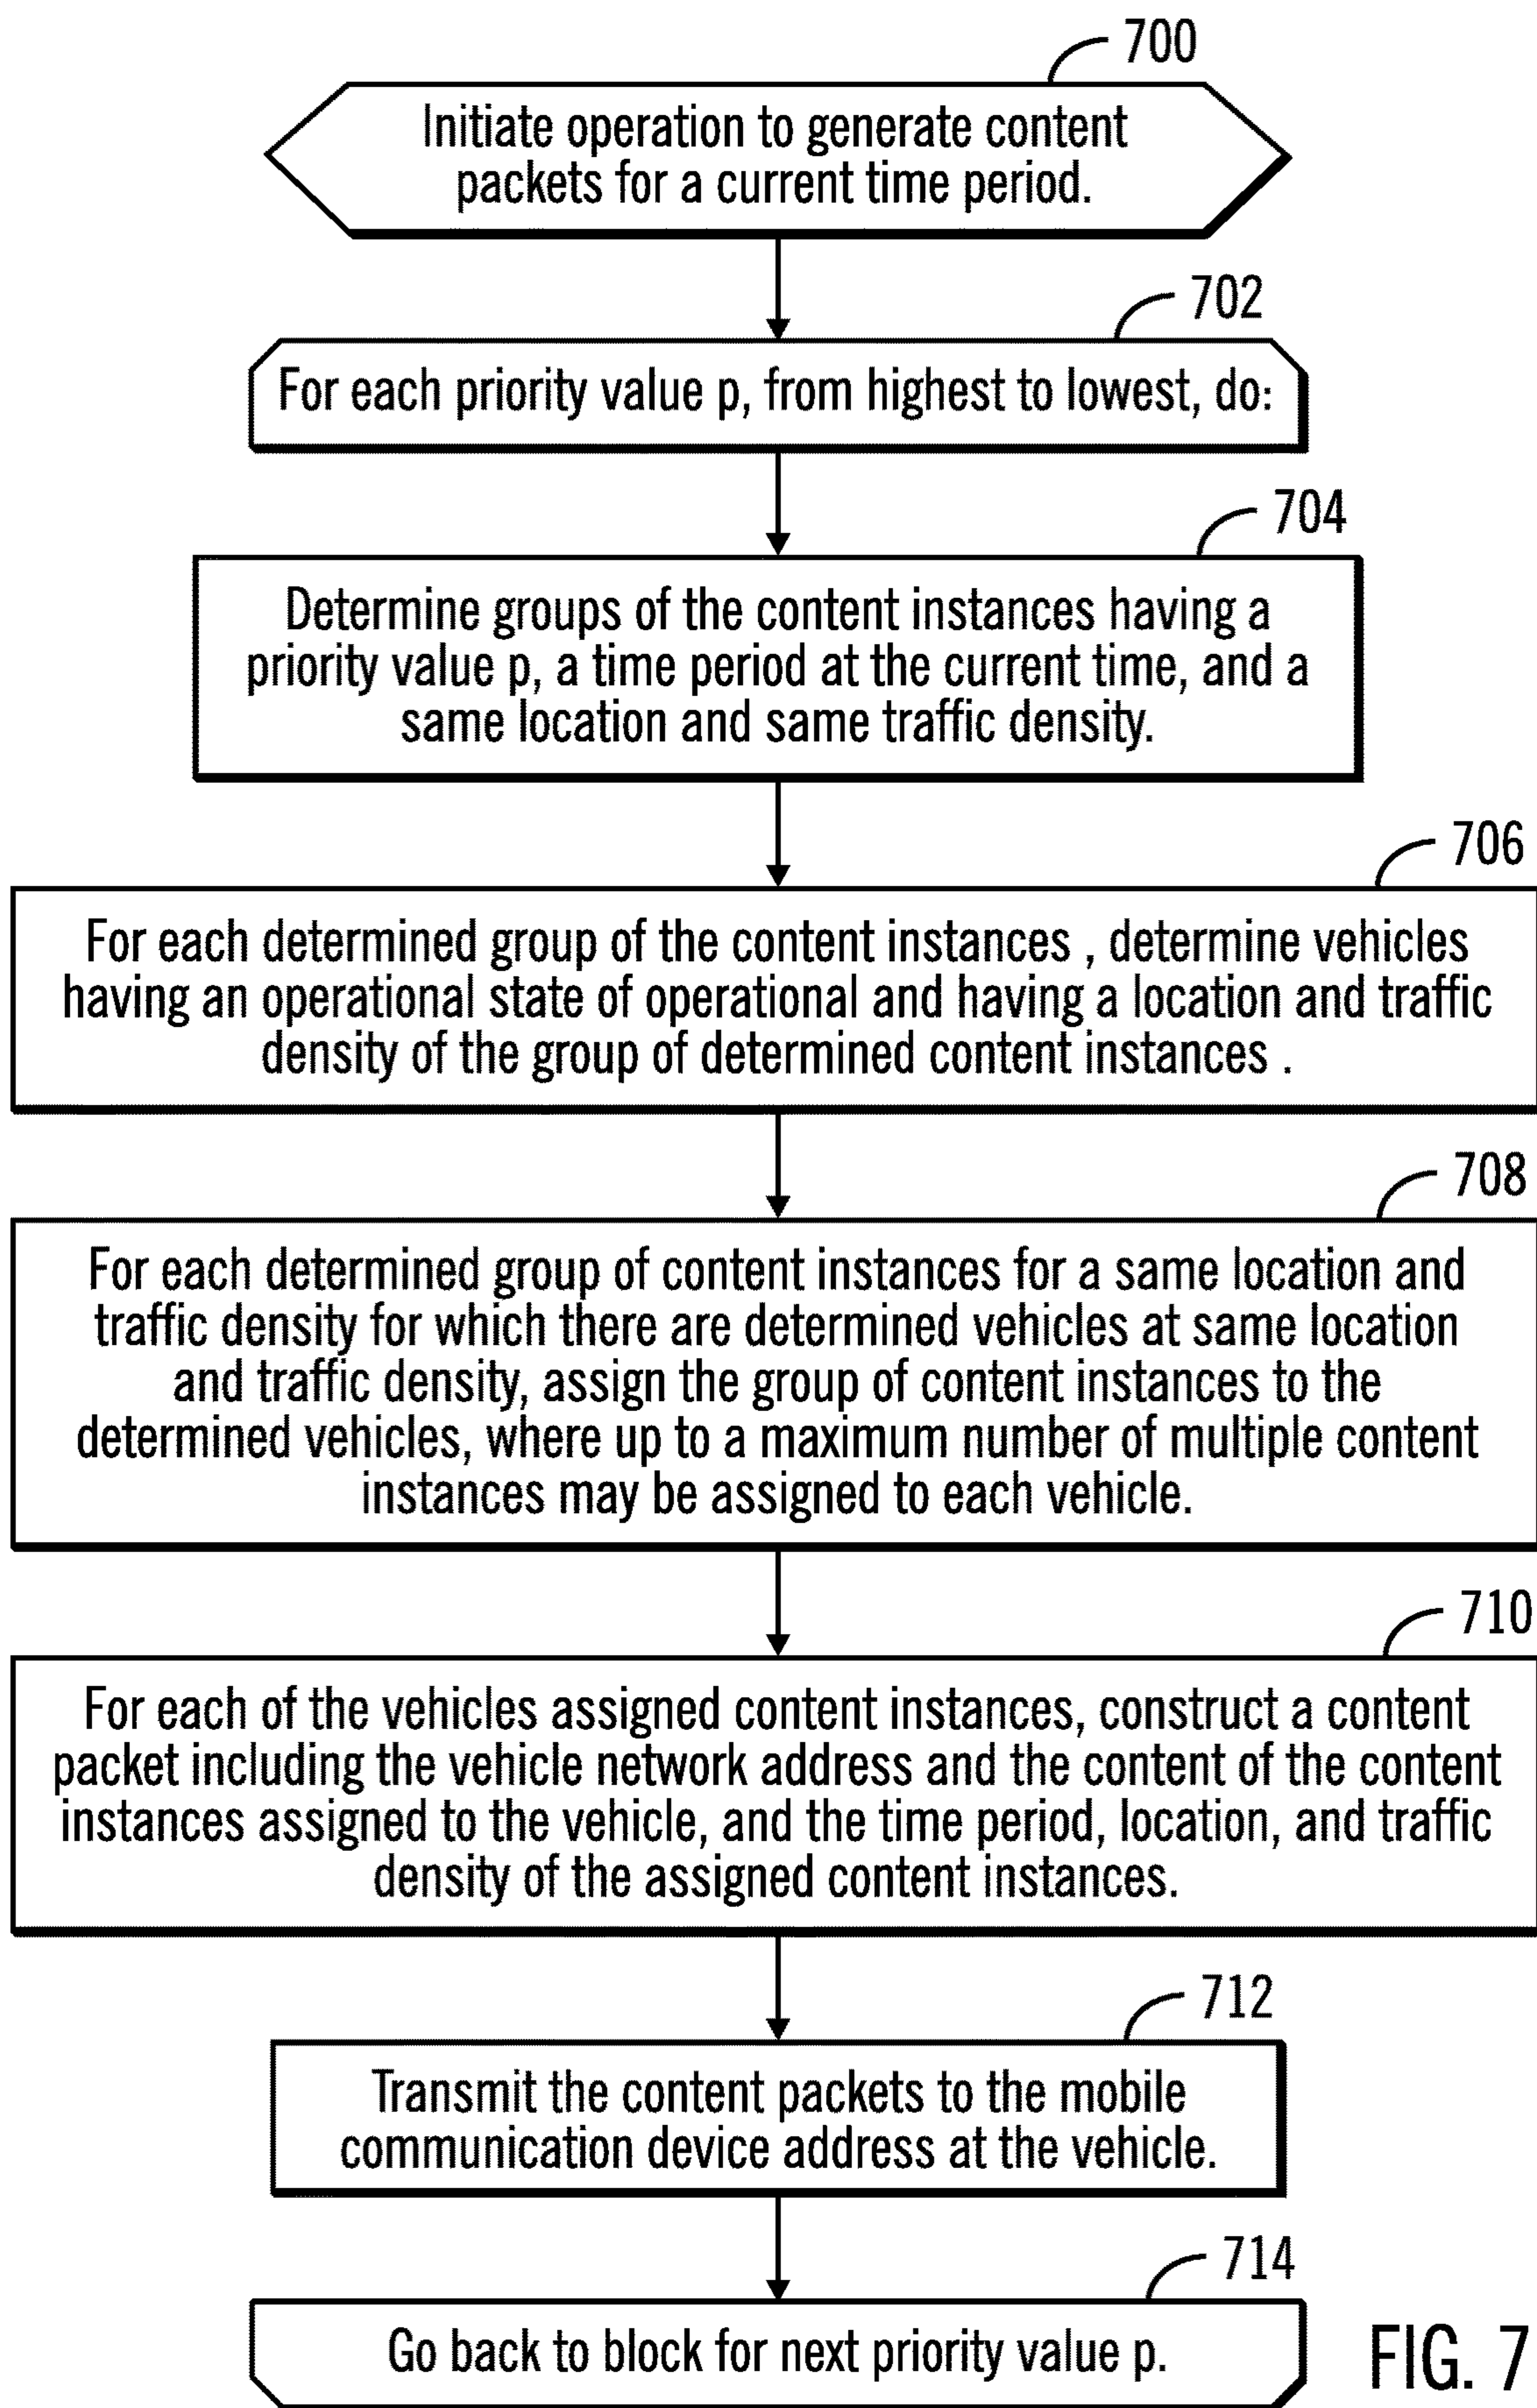 700
Initiate operation to generate content
packets for a current time period.
702
For each priority value p, from highest to lowest, do:
704
Determine groups of the content instances having a
priority value p, a time period at the current time, and a
same location and same traffic density.
706
For each determined group of the content instances , determine vehicles
having an operational state of operational and having a location and traffic
density of the group of determined content instances .
708
For each determined group of content instances for a same location and
traffic density for which there are determined vehicles at same location
and traffic density, assign the group of content instances to the
determined vehicles, where up to a maximum number of multiple content
instances may be assigned to each vehicle.
710
For each of the vehicles assigned content instances, construct a content
packet including the vehicle network address and the content of the content
instances assigned to the vehicle, and the time period, location, and traffic
density of the assigned content instances.
712
Transmit the content packets to the mobile
communication device address at the vehicle.
714
Go back to block for next priority value p.
FIG. 7